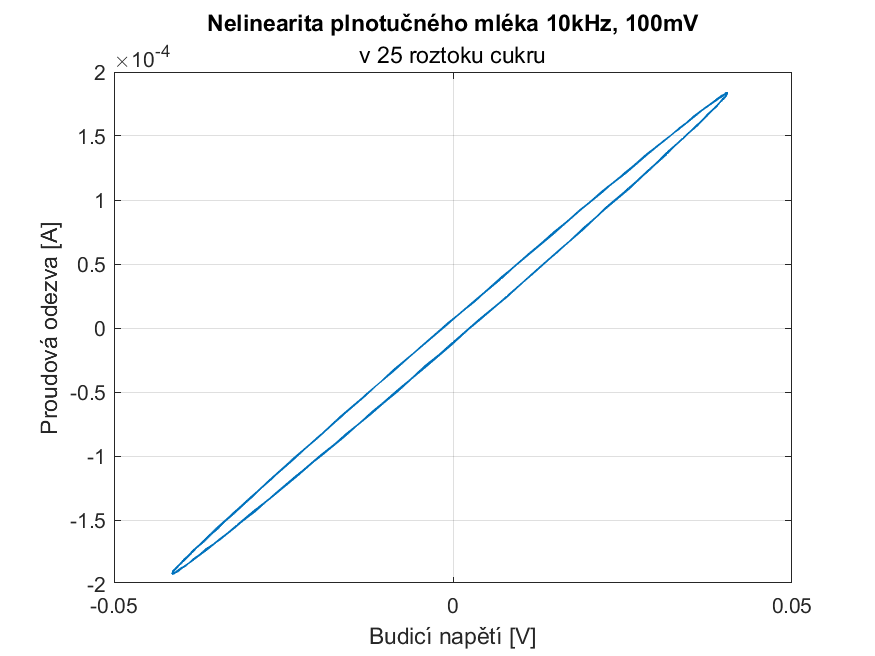 Nelinearita plnotučného mléka 10kHz, 100mV
v 25 roztoku cukru
×10⁻⁴
2
1.5
1
0.5
0
-0.5
-1
-1.5
-2
-0.05 0 0.05
Proudová odezva [A]
Budicí napětí [V]